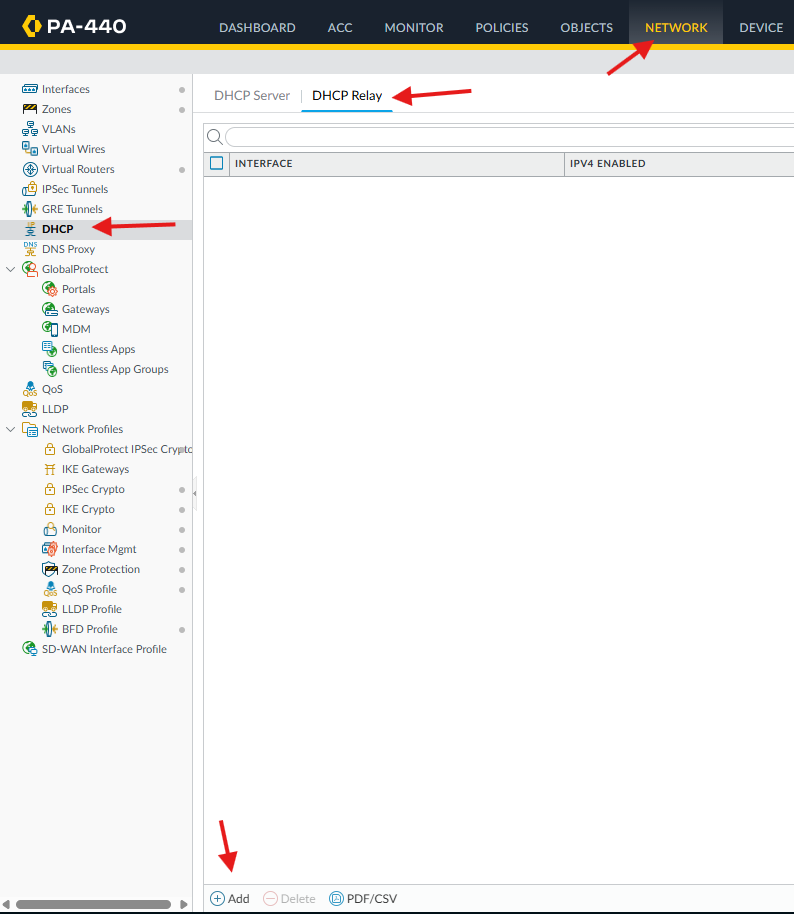 PA-440
DASHBOARD ACC MONITOR POLICIES OBJECTS NETWORK DEVICE
Interfaces
Zones
VLANs
Virtual Wires
Virtual Routers
IPSec Tunnels
GRE Tunnels
DHCP
DNS Proxy
GlobalProtect
Portals
Gateways
MDM
Clientless Apps
Clientless App Groups
QoS
LLDP
Network Profiles
GlobalProtect IPSec Crypto
IKE Gateways
IPSec Crypto
IKE Crypto
Monitor
Interface Mgmt
Zone Protection
QoS Profile
LLDP Profile
BFD Profile
SD-WAN Interface Profile
DHCP Server DHCP Relay
INTERFACE IPV4 ENABLED
Add Delete PDF/CSV